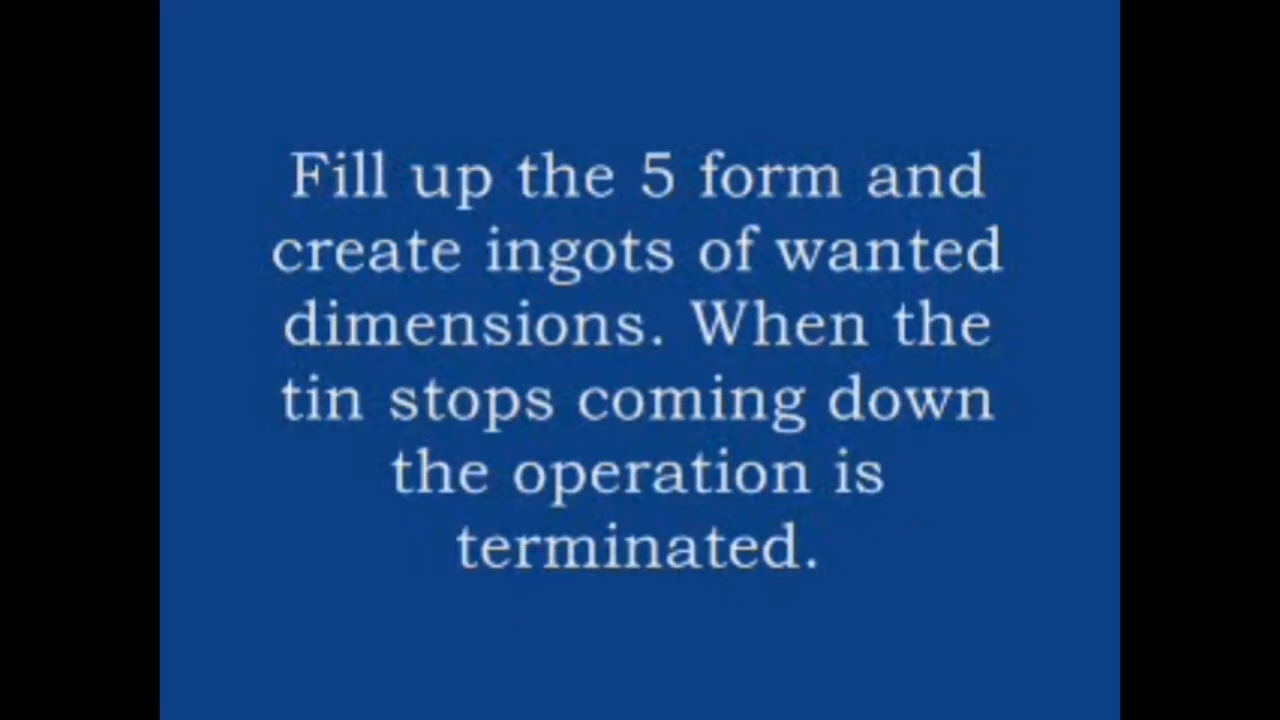 Fill up the 5 form and
create ingots of wanted
dimensions. When the
tin stops coming down
the operation is
terminated.